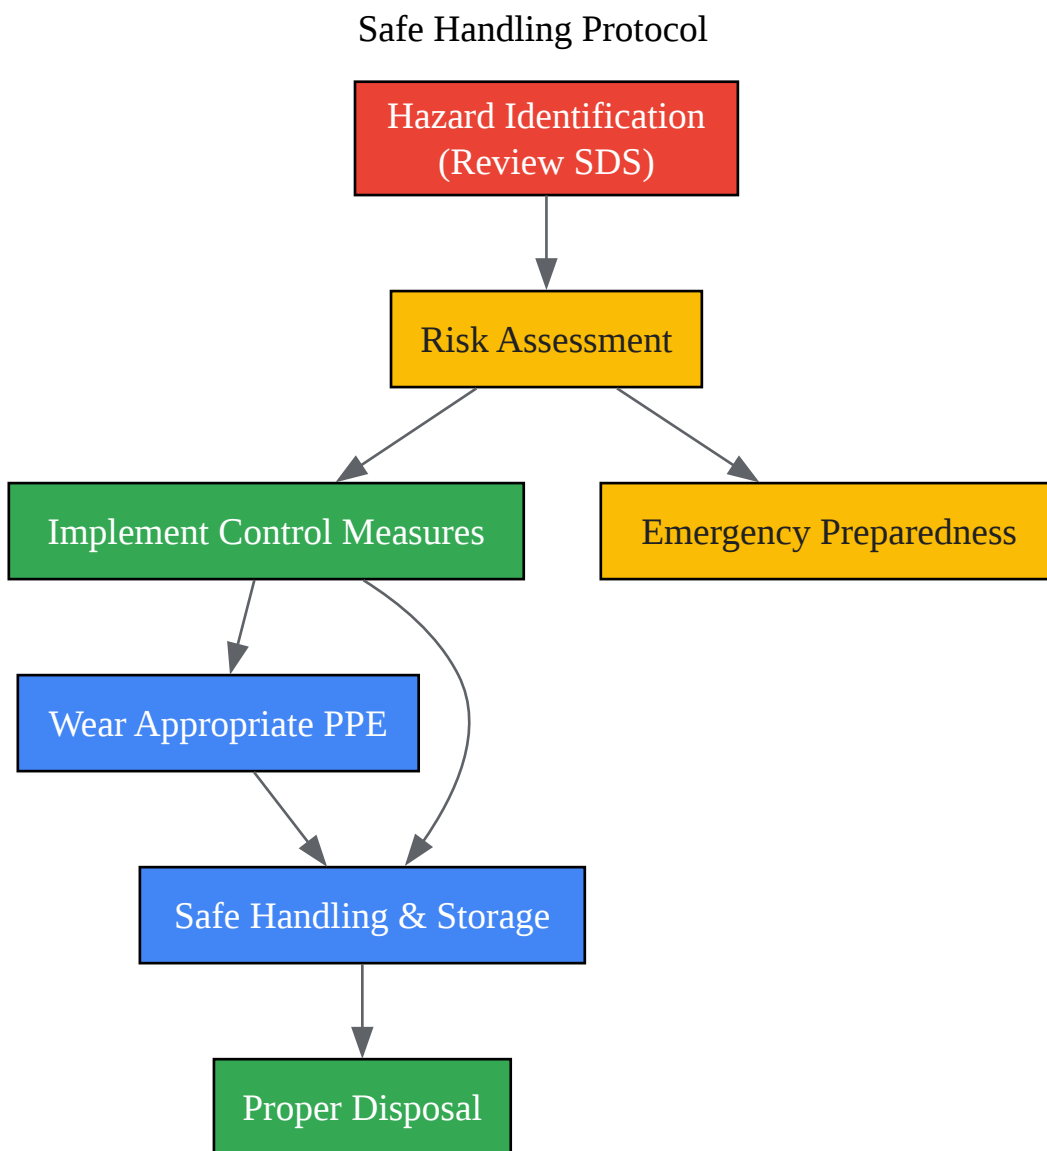 Safe Handling Protocol
Hazard Identification
(Review SDS)
Risk Assessment
Implement Control Measures
Emergency Preparedness
Wear Appropriate PPE
Safe Handling & Storage
Proper Disposal